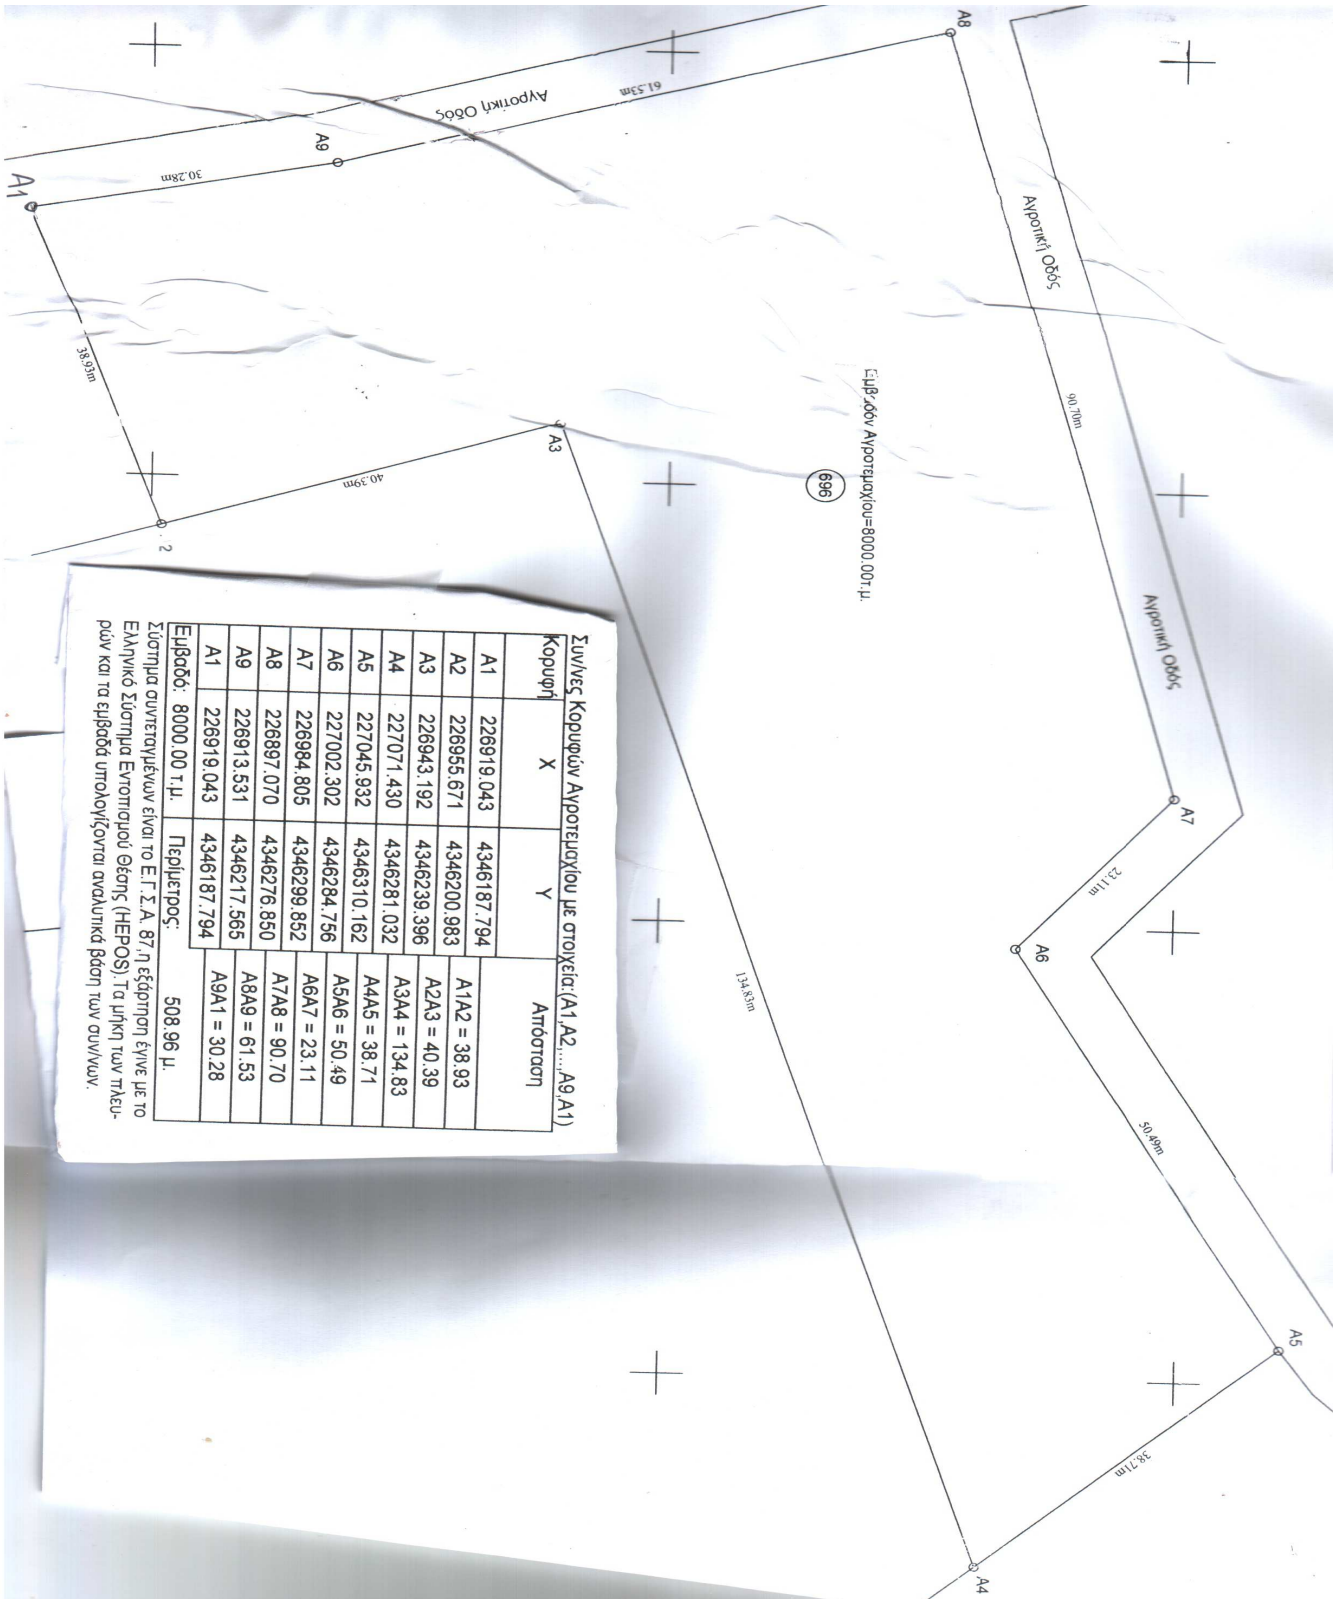 A8
61.53m
Αγροτική Οδός
A9
30.28m
A1
38.93m
2
40.39m
A3
Αγροτική Οδός
90.70m
Αγροτεμαχίου=8000.00τ.μ.
696
Αγροτική Οδός
A7
23.11m
A6
50.49m
A5
38.71m
A4
134.83m
Συν/νες Κορυφών Αγροτεμαχίου με στοιχεία:(A1,A2,...,A9,A1)
Κορυφή X Y Απόσταση
A1 226919.043 4346187.794
A2 226955.671 4346200.983 A1A2 = 38.93
A3 226943.192 4346239.396 A2A3 = 40.39
A4 227071.430 4346281.032 A3A4 = 134.83
A5 227045.932 4346310.162 A4A5 = 38.71
A6 227002.302 4346284.756 A5A6 = 50.49
A7 226984.805 4346299.852 A6A7 = 23.11
A8 226897.070 4346276.850 A7A8 = 90.70
A9 226913.531 4346217.565 A8A9 = 61.53
A1 226919.043 4346187.794 A9A1 = 30.28
Εμβαδό: 8000.00 τ.μ. Περίμετρος: 508.96 μ.
Σύστημα συντεταγμένων είναι το Ε.Γ.Σ.Α. 87,η εξάρτηση έγινε με το
Ελληνικό Σύστημα Εντοπισμού Θέσης (HEPOS).Τα μήκη των πλευ-
ρών και τα εμβαδά υπολογίζονται αναλυτικά βάση των συν/νων.